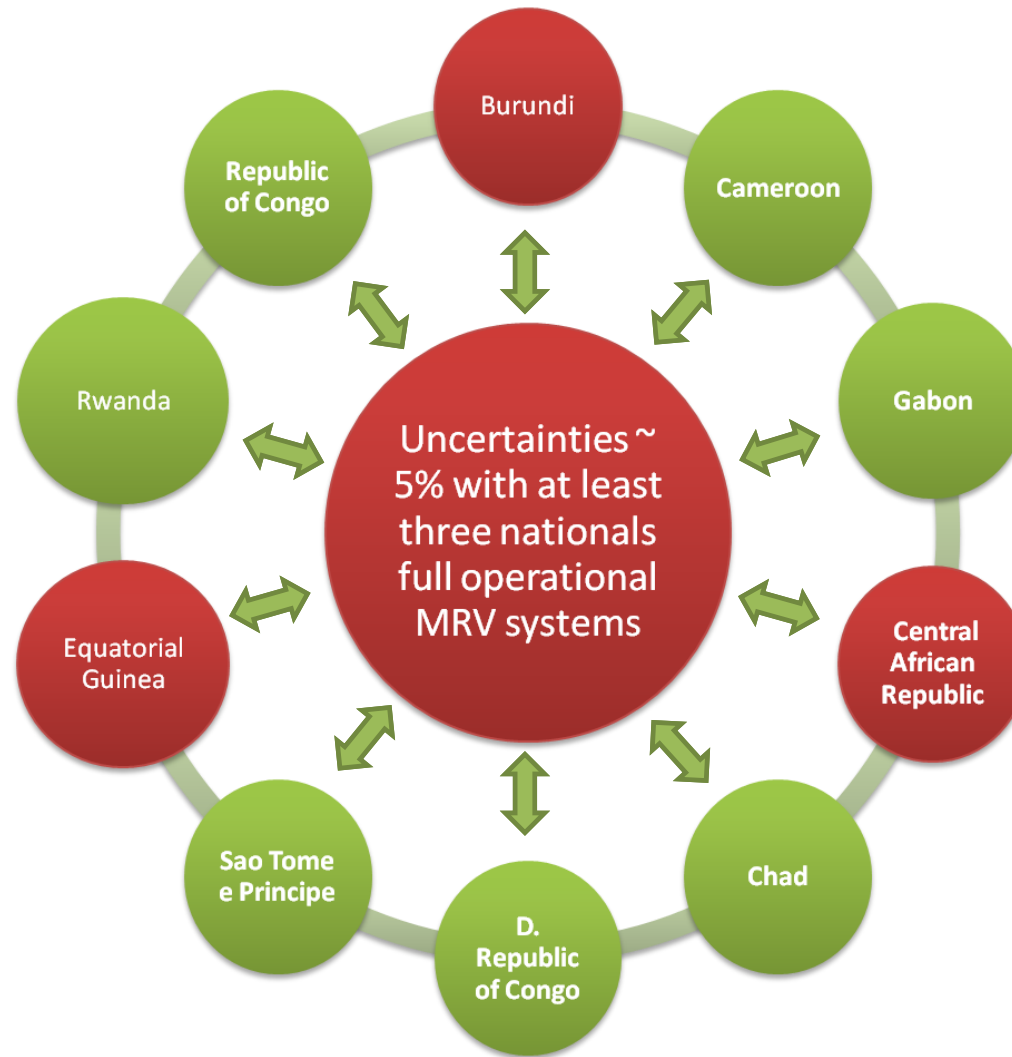 Burundi
Cameroon
Gabon
Central
African
Republic
Chad
D.
Republic
of Congo
Sao Tome
e Principe
Equatorial
Guinea
Rwanda
Republic
of Congo
Uncertainties ~
5% with at least
three nationals
full operational
MRV systems